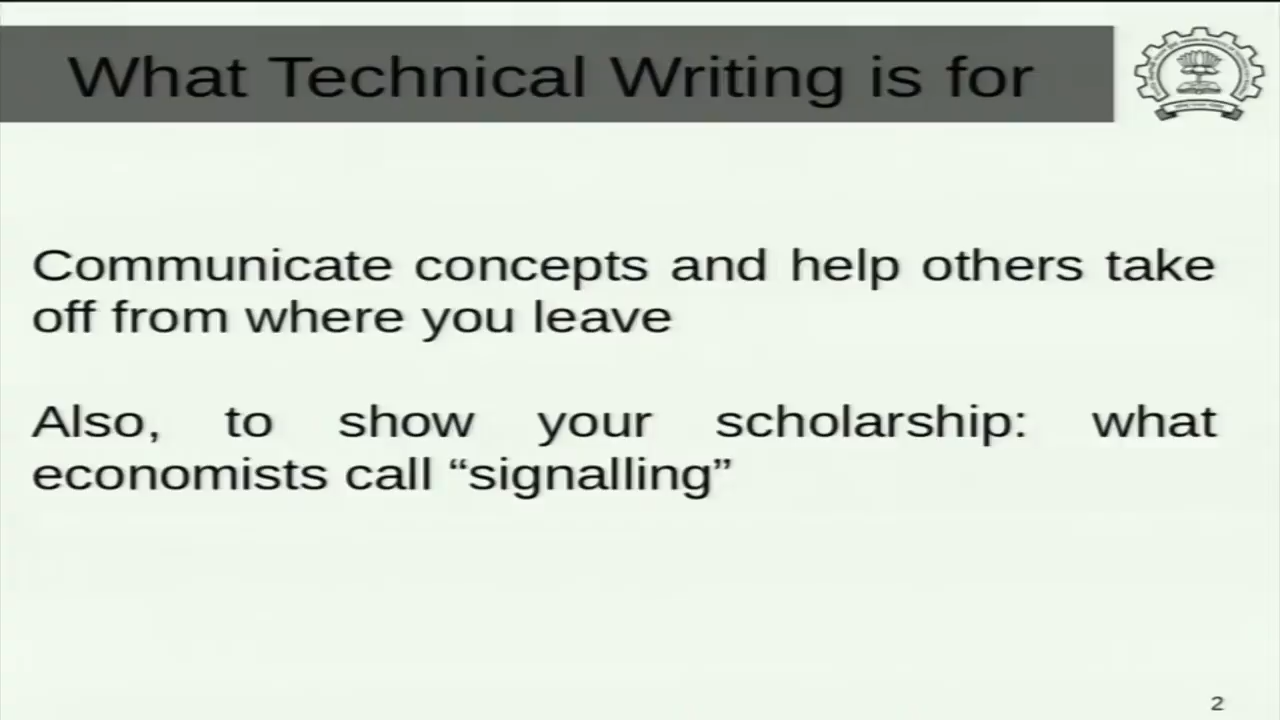 What Technical Writing is for
Communicate concepts and help others take
off from where you leave
Also, to show your scholarship: what
economists call “signalling”
2